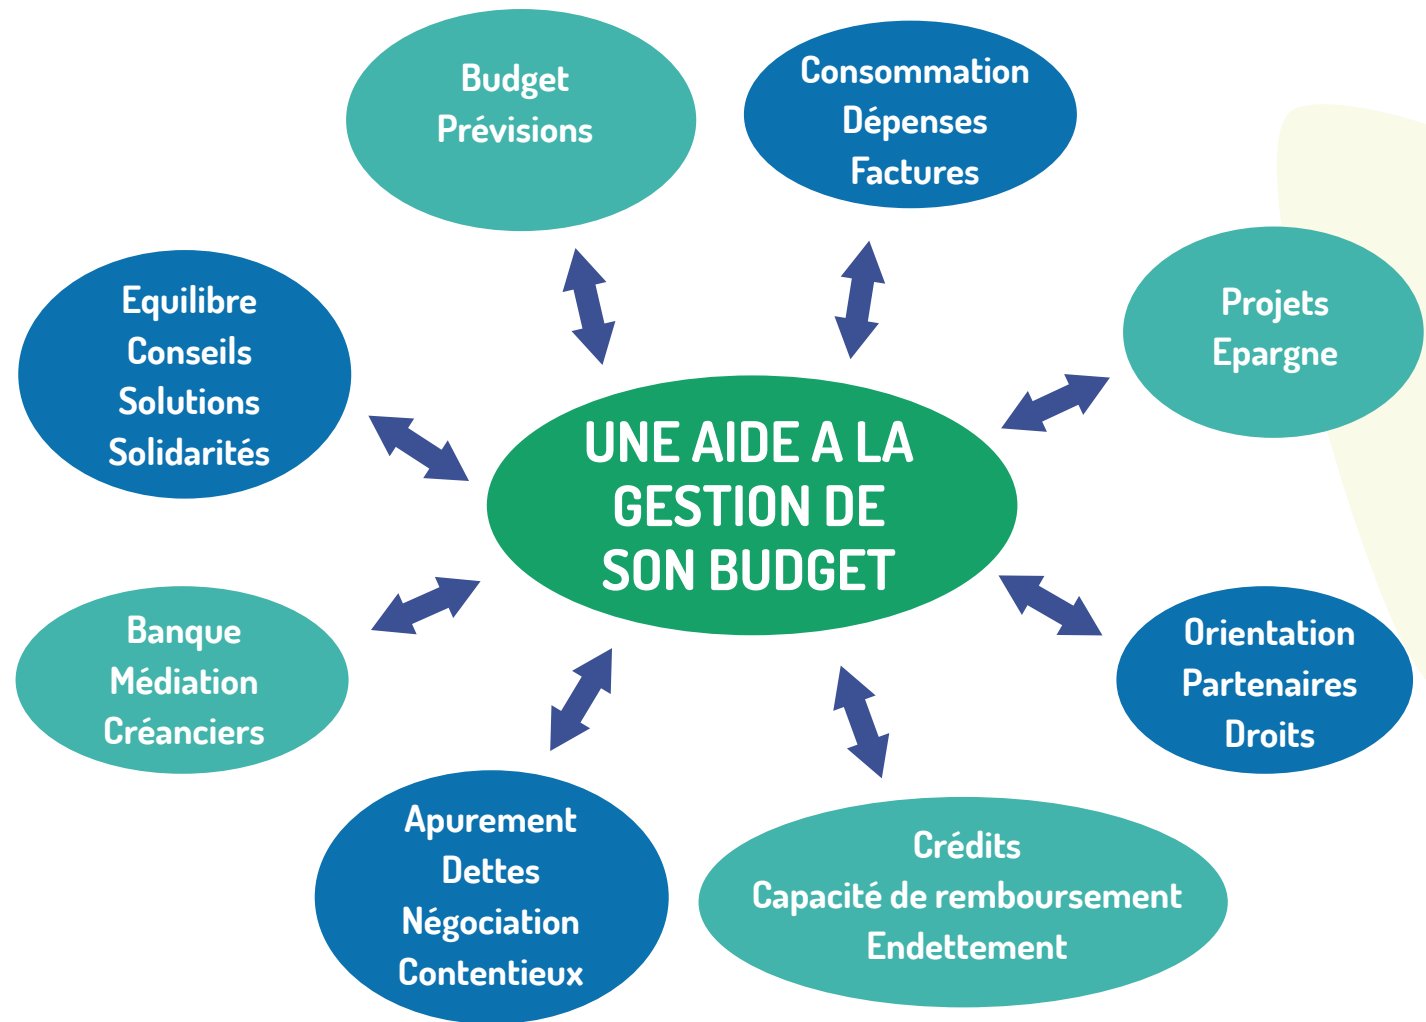 Budget
Prévisions
Consommation
Dépenses
Factures
Projets
Epargne
Equilibre
Conseils
Solutions
Solidarités
UNE AIDE A LA
GESTION DE
SON BUDGET
Orientation
Partenaires
Droits
Banque
Médiation
Créanciers
Apurement
Dettes
Négociation
Contentieux
Crédits
Capacité de remboursement
Endettement